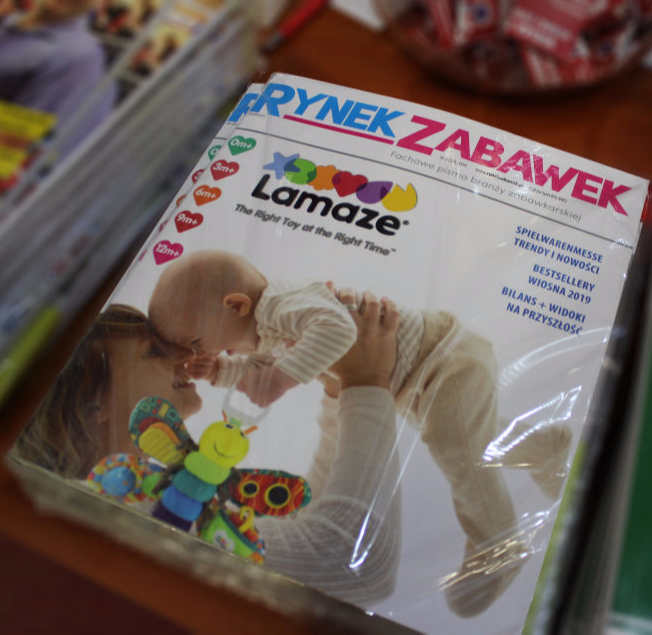 RYNEK ZABAWEK
Fachowe pismo branży zabawkarskiej
0m+
3m+
6m+
9m+
12m+
Lamaze®
The Right Toy at the Right Time™
SPIELWARENMESSE
TRENDY I NOWOŚCI
BESTSELLERY
WIOSNA 2019
BILANS + WIDOKI
NA PRZYSZŁOŚĆ